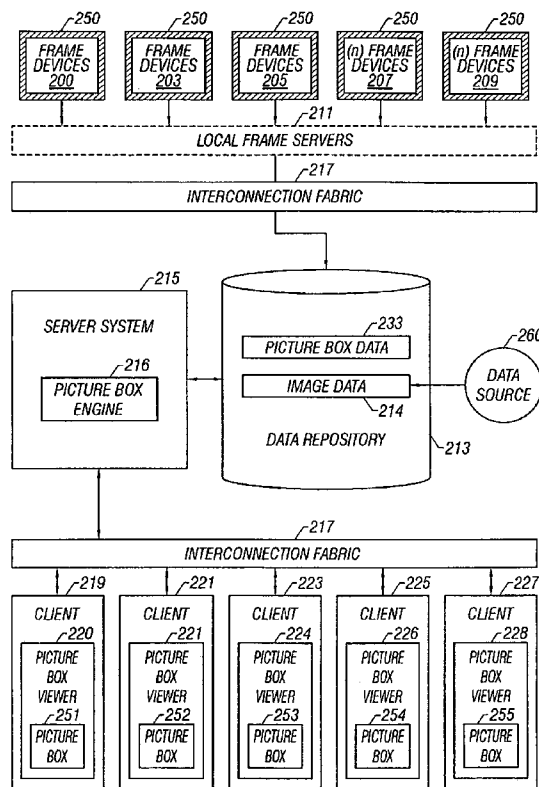 250 250 250 250 250
FRAME DEVICES 200
FRAME DEVICES 203
FRAME DEVICES 205
(n) FRAME DEVICES 207
(n) FRAME DEVICES 209
211
LOCAL FRAME SERVERS
217
INTERCONNECTION FABRIC
215
SERVER SYSTEM
216
PICTURE BOX ENGINE
233
PICTURE BOX DATA
IMAGE DATA
214
DATA REPOSITORY
213
260
DATA SOURCE
217
INTERCONNECTION FABRIC
219
CLIENT
220
PICTURE BOX VIEWER
251
PICTURE BOX
221
CLIENT
221
PICTURE BOX VIEWER
252
PICTURE BOX
223
CLIENT
224
PICTURE BOX VIEWER
253
PICTURE BOX
225
CLIENT
226
PICTURE BOX VIEWER
254
PICTURE BOX
227
CLIENT
228
PICTURE BOX VIEWER
255
PICTURE BOX